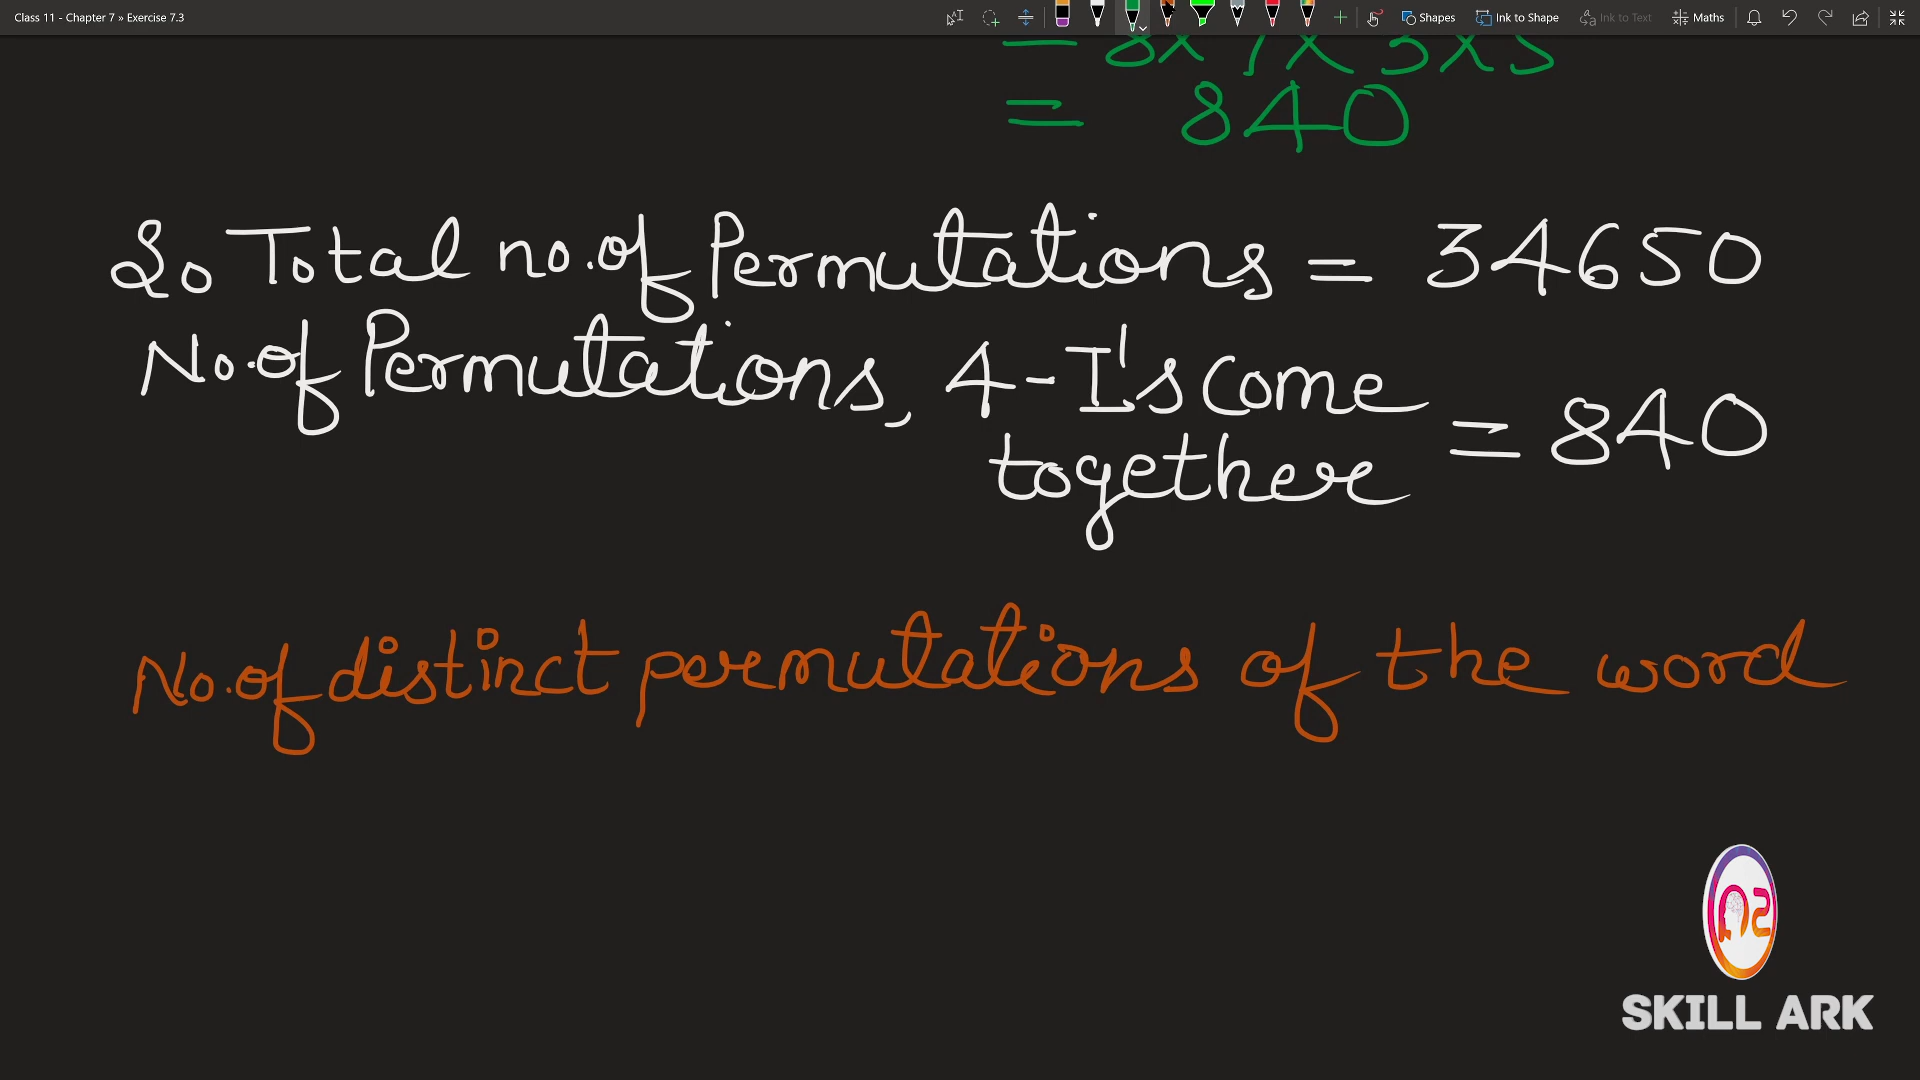 Class 11 - Chapter 7 » Exercise 7.3
Shapes
Ink to Shape
Ink to Text
Maths
= 8x7x3x5
= 840
So Total no. of Permutations = 34650
No. of Permutations, 4-I's come together = 840
No. of distinct permutations of the word
SKILL ARK